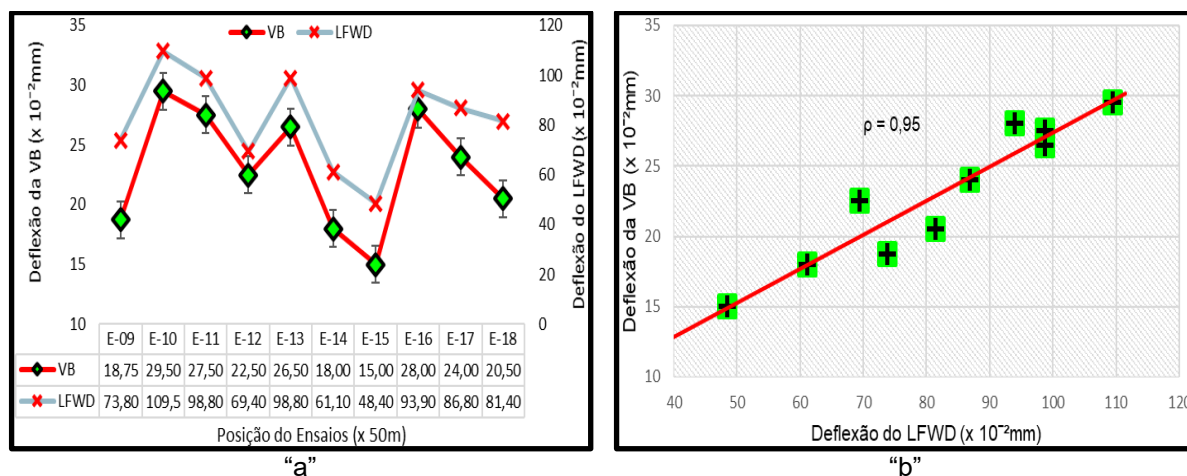 VB LFWD
Deflexão da VB (x 10⁻²mm)
35
30
25
20
15
10
Deflexão do LFWD(x 10⁻²mm)
120
100
80
60
40
20
0
E-09 E-10 E-11 E-12 E-13 E-14 E-15 E-16 E-17 E-18
VB 18,75 29,50 27,50 22,50 26,50 18,00 15,00 28,00 24,00 20,50
LFWD 73,80 109,5 98,80 69,40 98,80 61,10 48,40 93,90 86,80 81,40
Posição do Ensaios (x 50m)
"a"
Deflexão da VB (x 10⁻²mm)
35
30
25
20
15
10
ρ = 0,95
40 50 60 70 80 90 100 110 120
Deflexão do LFWD (x 10⁻²mm)
"b"